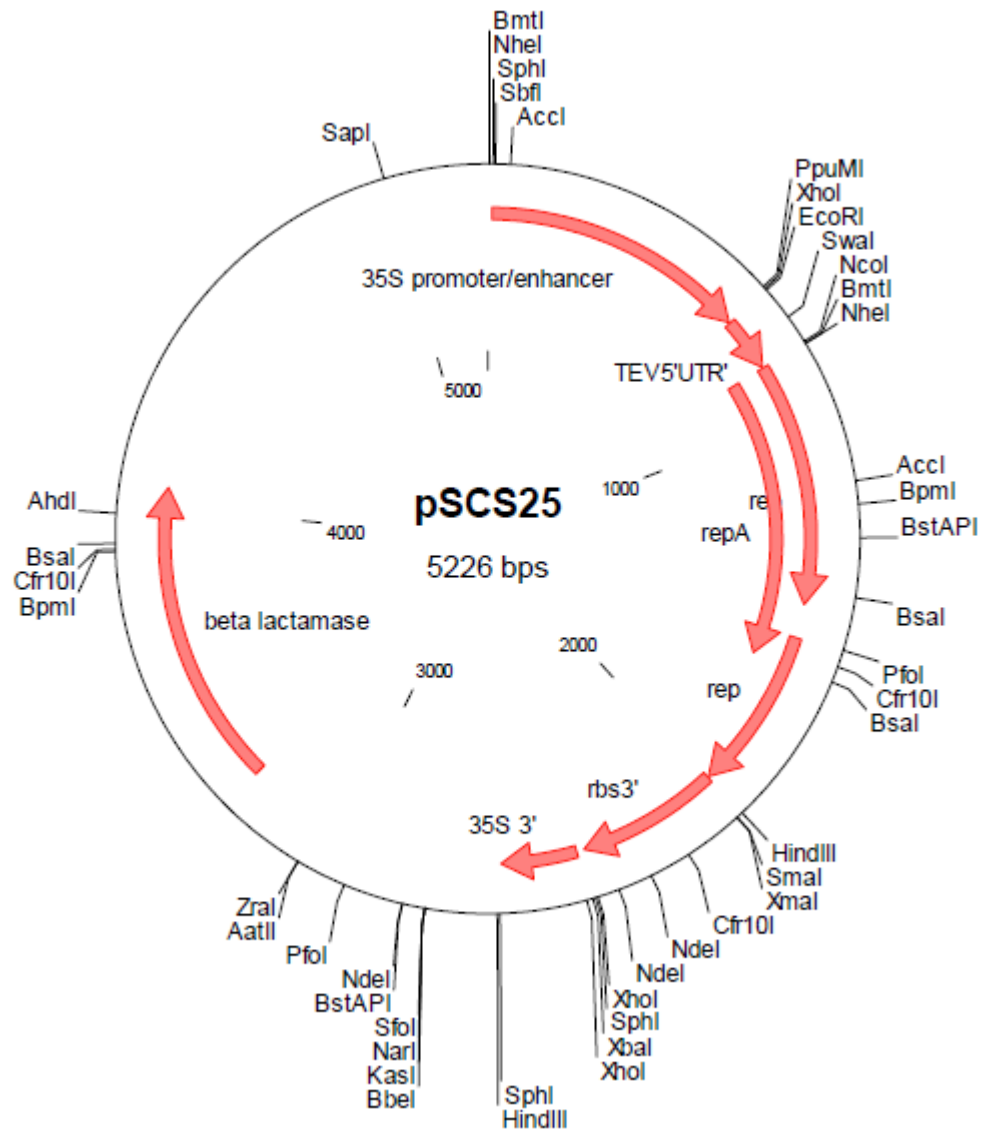 BmtI
NheI
SphI
SbfI
AccI
SapI
PpuMI
XhoI
EcoRI
SwaI
NcoI
BmtI
NheI
35S promoter/enhancer
TEV5'UTR'
5000
1000
AccI
BpmI
BstAPI
re
repA
pSCS25
5226 bps
4000
AhdI
BsaI
Cfr10I
BpmI
beta lactamase
BsaI
2000
3000
PfoI
Cfr10I
BsaI
rep
rbs3'
35S 3'
HindIII
SmaI
XmaI
Cfr10I
NdeI
NdeI
XhoI
SphI
XbaI
XhoI
ZraI
AatII
PfoI
NdeI
BstAPI
SfoI
NarI
KasI
BbeI
SphI
HindIII